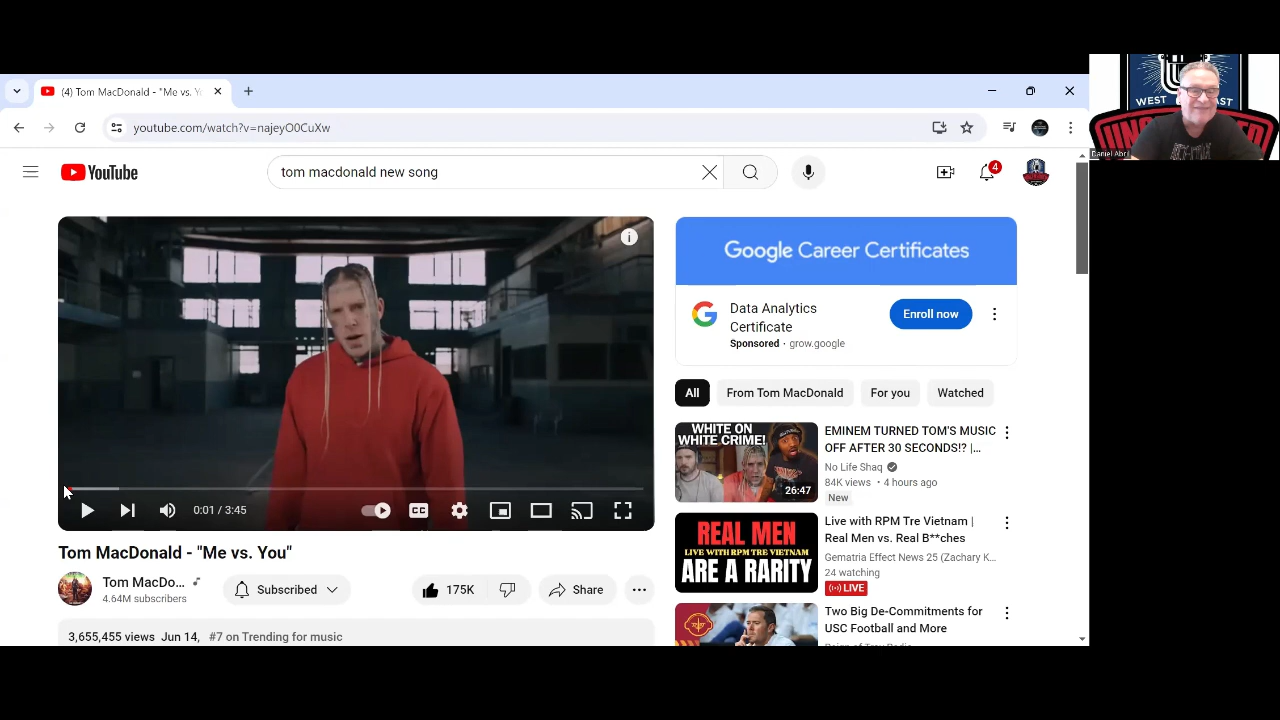 (4) Tom MacDonald - "Me vs. Y
youtube.com/watch?v=najeyO0CuXw
YouTube
tom macdonald new song
4
WEST
Daniel Abril
0:01 / 3:45
CC
Tom MacDonald - "Me vs. You"
Tom MacDo...
4.64M subscribers
Subscribed
175K
Share
3,655,455 views Jun 14, #7 on Trending for music
Google Career Certificates
Data Analytics
Certificate
Sponsored · grow.google
Enroll now
All
From Tom MacDonald
For you
Watched
WHITE ON
WHITE CRIME!
26:47
EMINEM TURNED TOM'S MUSIC
OFF AFTER 30 SECONDS!? |...
No Life Shaq
84K views · 4 hours ago
New
REAL MEN
LIVE WITH RPM TRE VIETNAM
ARE A RARITY
Live with RPM Tre Vietnam |
Real Men vs. Real B**ches
Gematria Effect News 25 (Zachary K...
24 watching
LIVE
Two Big De-Commitments for
USC Football and More